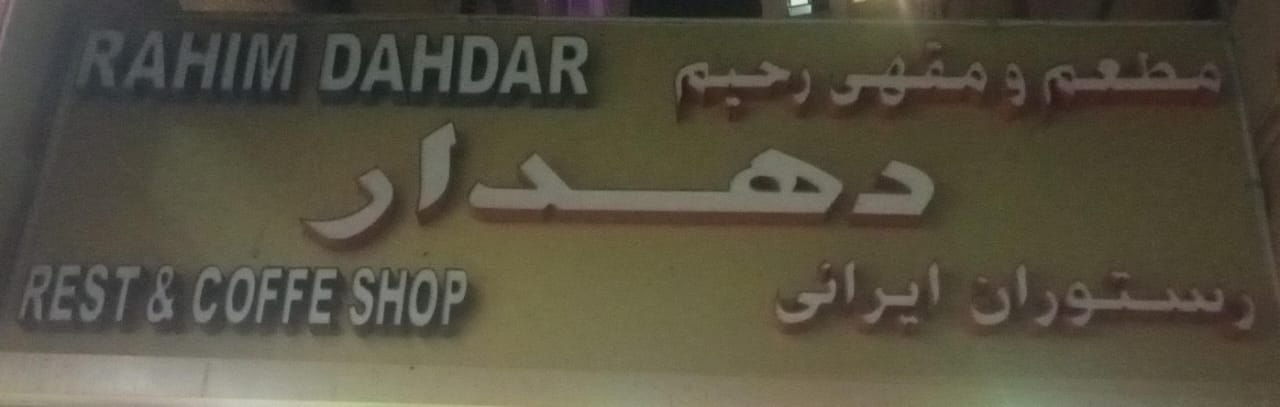 RAHIM DAHDAR
مطعم و مقهى رحيم
دهدار
REST & COFFE SHOP
رستوران ایرانی